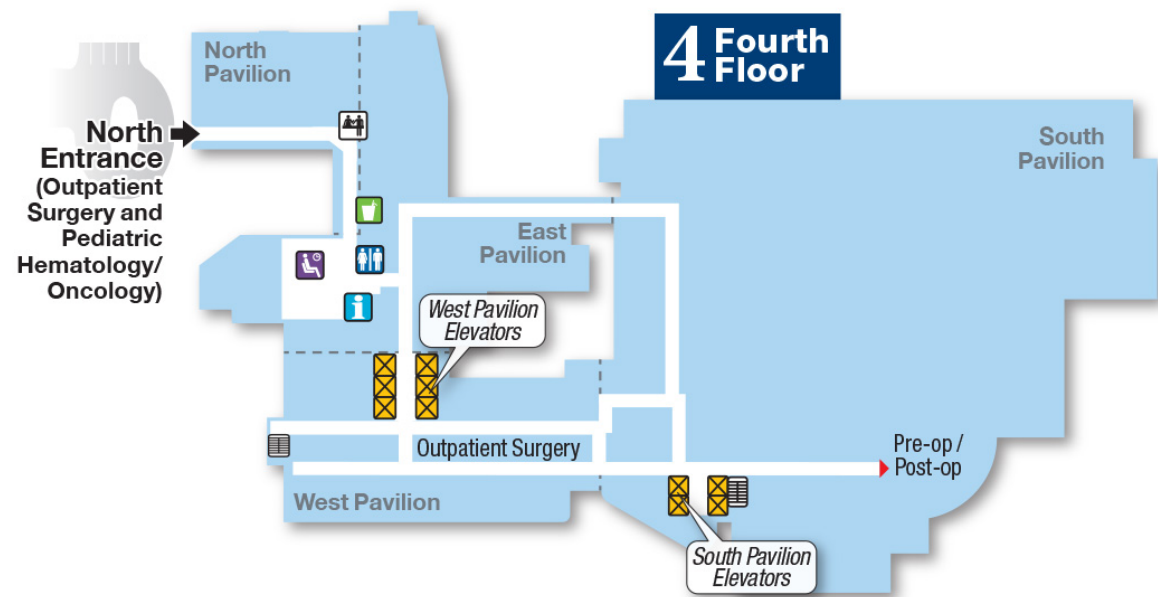 4 Fourth
Floor
North
Pavilion
North
Entrance
(Outpatient
Surgery and
Pediatric
Hematology/
Oncology)
South
Pavilion
East
Pavilion
West Pavilion
Elevators
Outpatient Surgery
Pre-op /
Post-op
West Pavilion
South Pavilion
Elevators